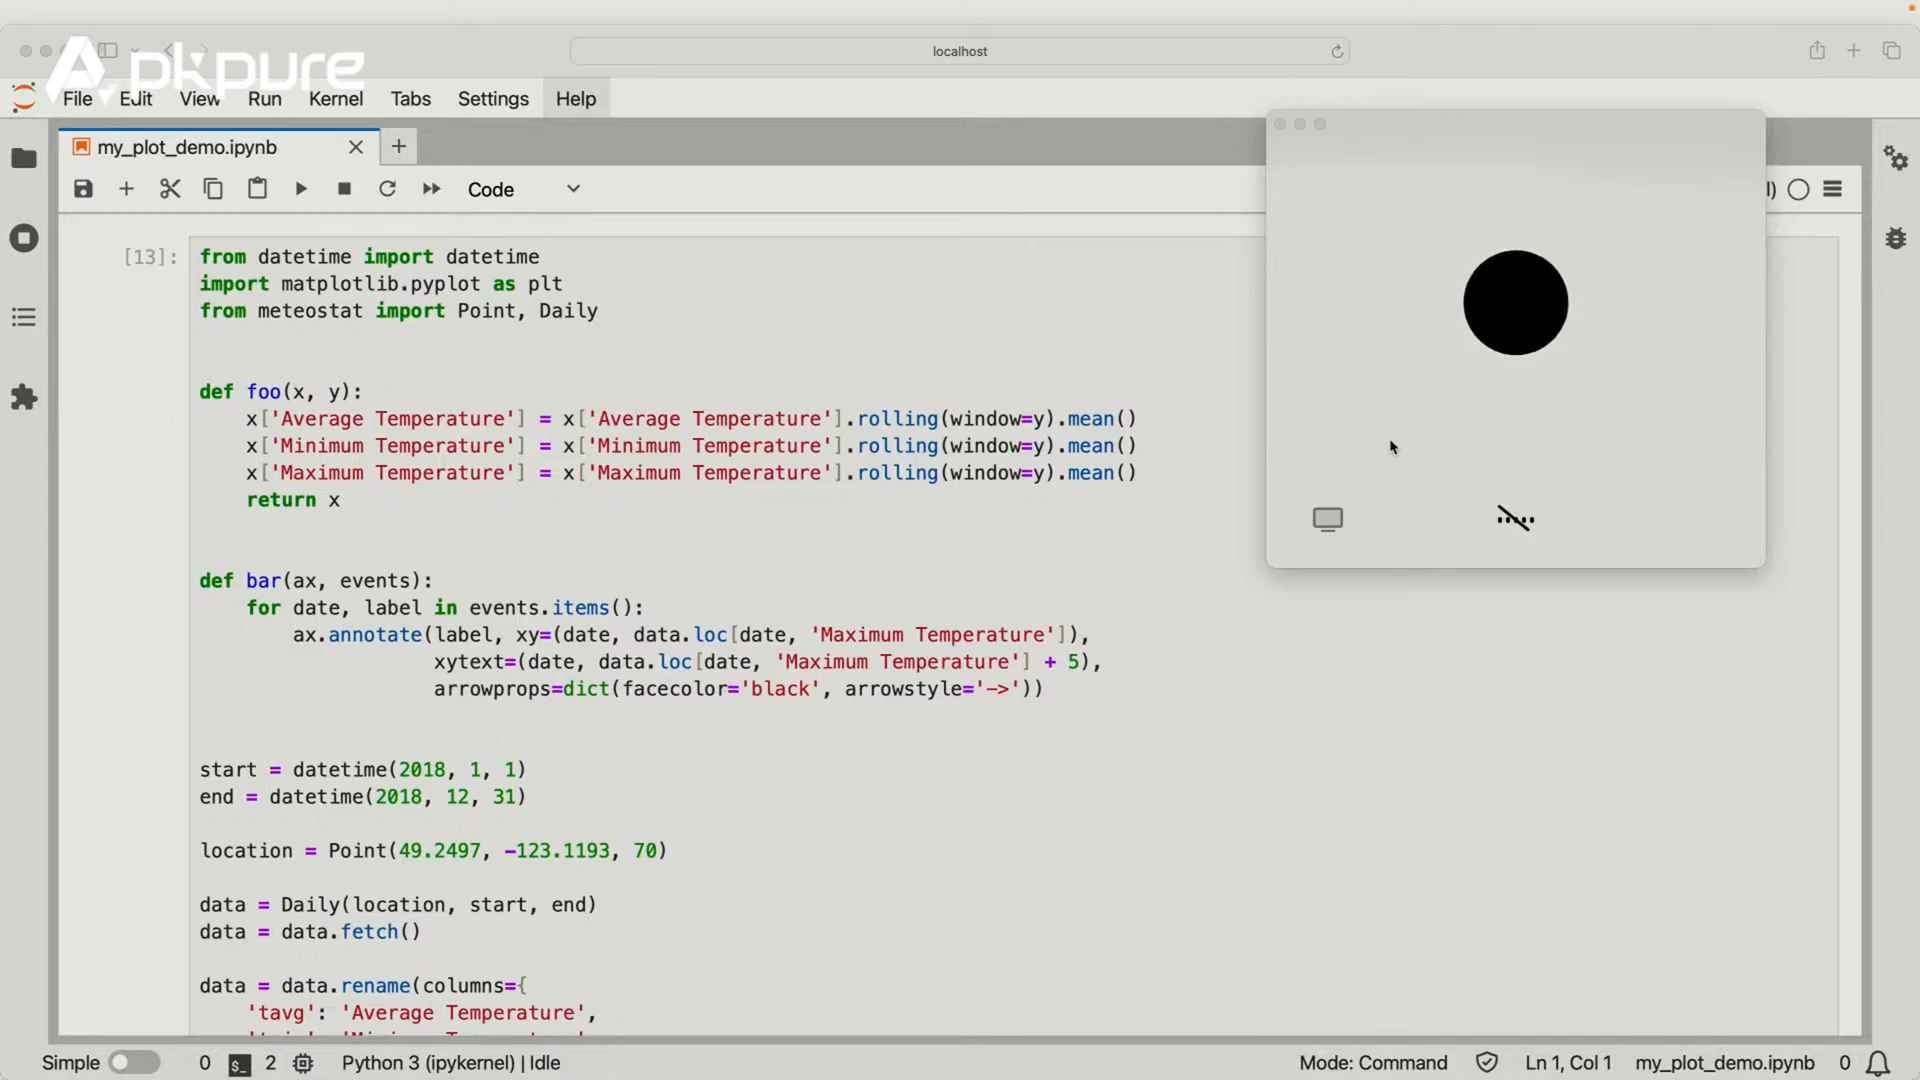 Apkpure
localhost
File Edit View Run Kernel Tabs Settings Help
my_plot_demo.ipynb
Code
[13]:
from datetime import datetime
import matplotlib.pyplot as plt
from meteostat import Point, Daily
def foo(x, y):
x['Average Temperature'] = x['Average Temperature'].rolling(window=y).mean()
x['Minimum Temperature'] = x['Minimum Temperature'].rolling(window=y).mean()
x['Maximum Temperature'] = x['Maximum Temperature'].rolling(window=y).mean()
return x
def bar(ax, events):
for date, label in events.items():
ax.annotate(label, xy=(date, data.loc[date, 'Maximum Temperature']),
xytext=(date, data.loc[date, 'Maximum Temperature'] + 5),
arrowprops=dict(facecolor='black', arrowstyle='->'))
start = datetime(2018, 1, 1)
end = datetime(2018, 12, 31)
location = Point(49.2497, -123.1193, 70)
data = Daily(location, start, end)
data = data.fetch()
data = data.rename(columns={
'tavg': 'Average Temperature',
Simple 0 2 Python 3 (ipykernel) | Idle Mode: Command Ln 1, Col 1 my_plot_demo.ipynb 0